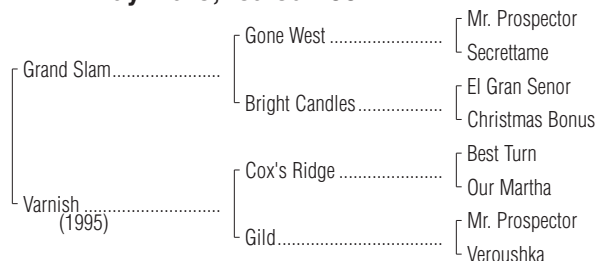 Mr. Prospector
Gone West
Secrettame
Grand Slam
El Gran Senor
Bright Candles
Christmas Bonus
Best Turn
Cox's Ridge
Our Martha
Varnish
(1995)
Mr. Prospector
Gild
Veroushka